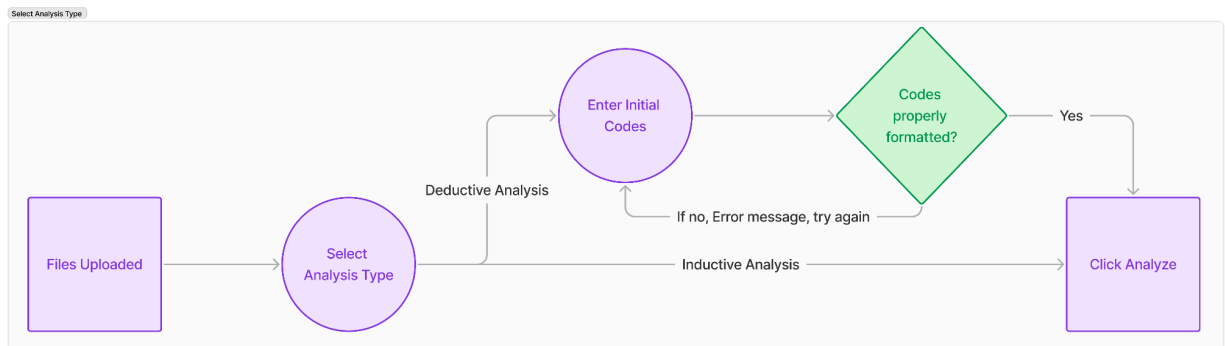 Select Analysis Type
Enter Initial
Codes
Codes
properly
formatted?
Yes
Deductive Analysis
If no, Error message, try again
Files Uploaded
Select
Analysis Type
Inductive Analysis
Click Analyze